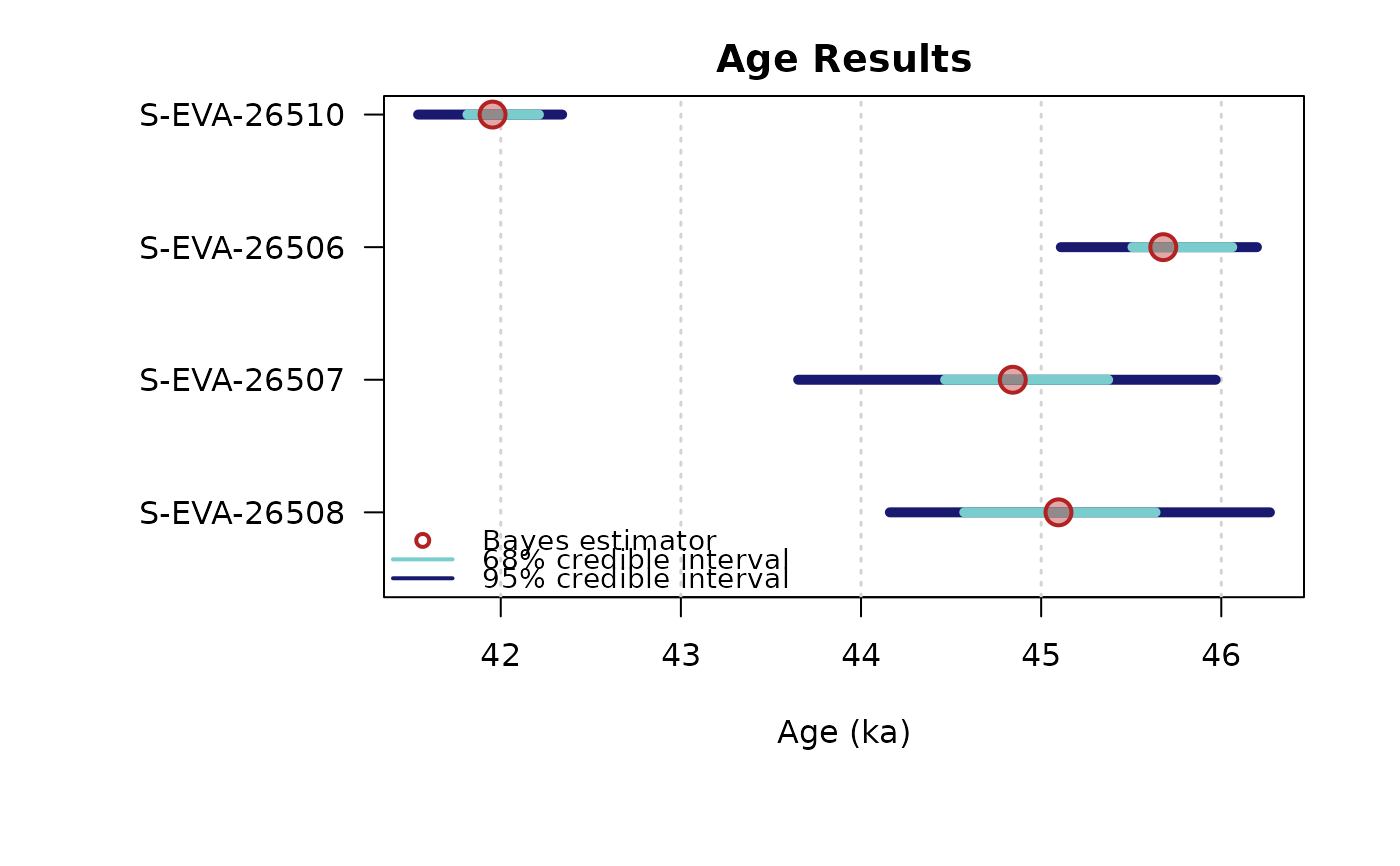 Age Results
S-EVA-26510
S-EVA-26506
S-EVA-26507
S-EVA-26508
Bayes estimator
68% credible interval
95% credible interval
42 43 44 45 46
Age (ka)